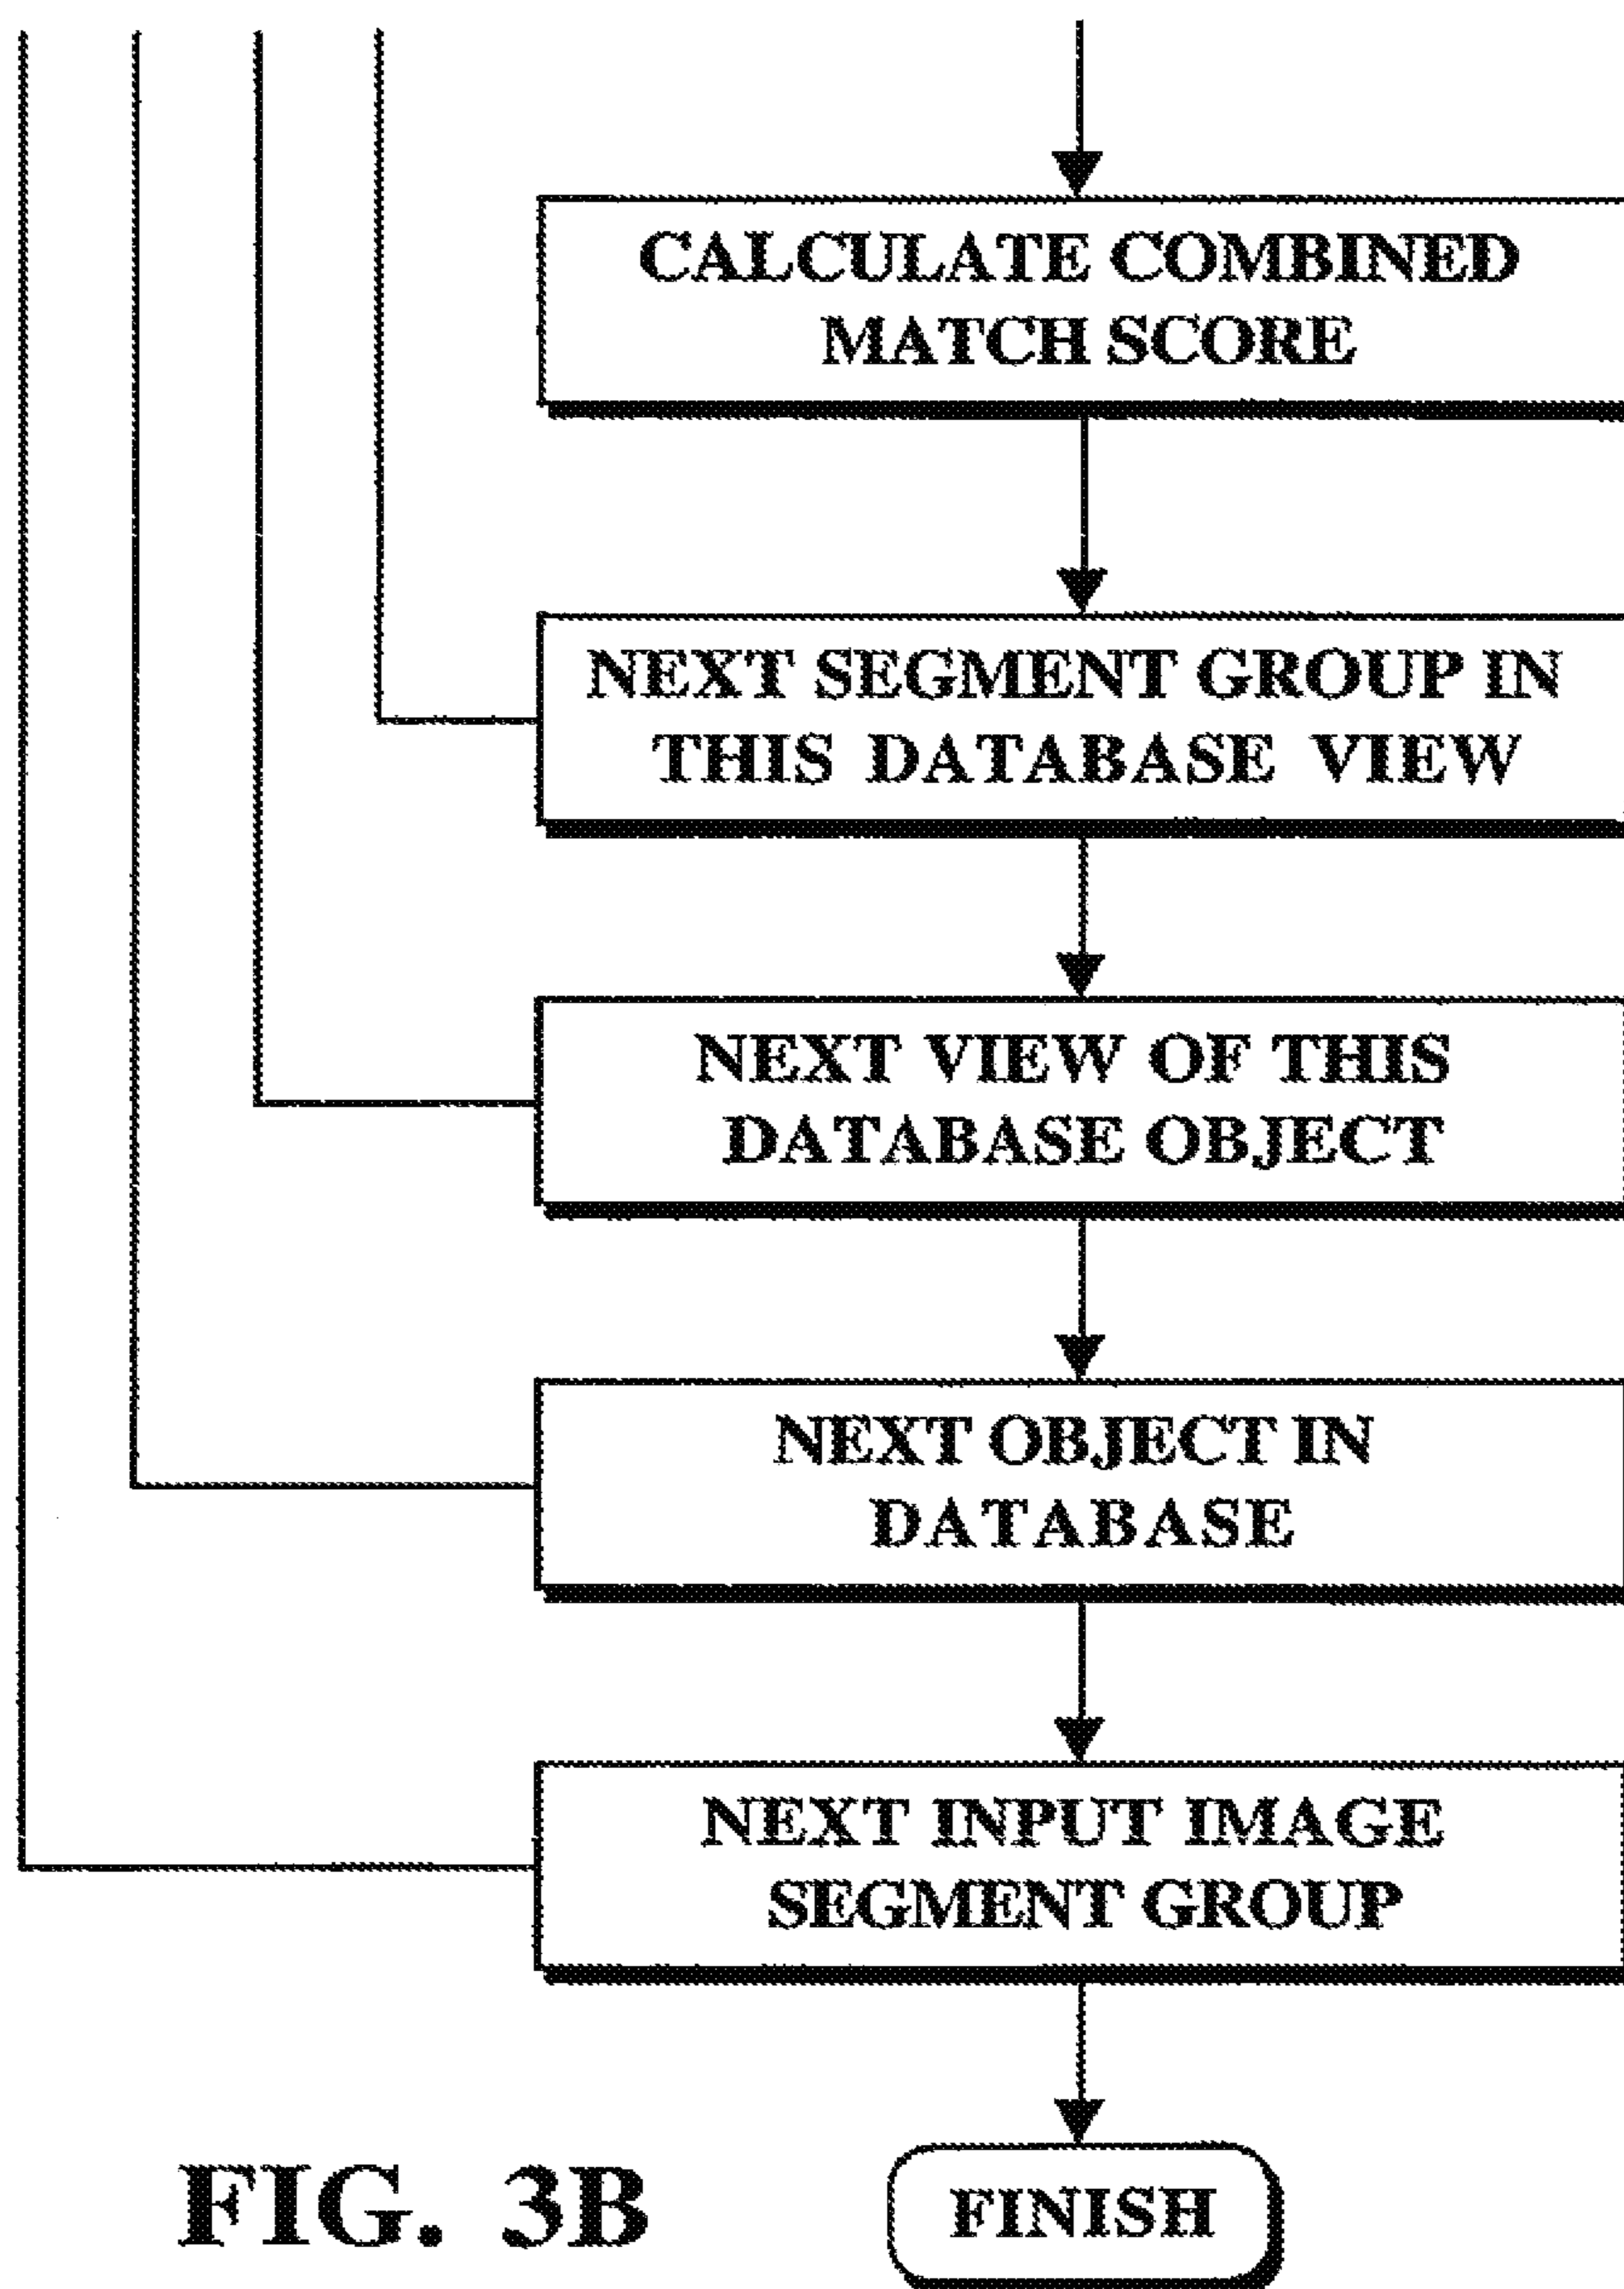 CALCULATE COMBINED
MATCH SCORE
NEXT SEGMENT GROUP IN
THIS DATABASE VIEW
NEXT VIEW OF THIS
DATABASE OBJECT
NEXT OBJECT IN
DATABASE
NEXT INPUT IMAGE
SEGMENT GROUP
FIG. 3B
FINISH